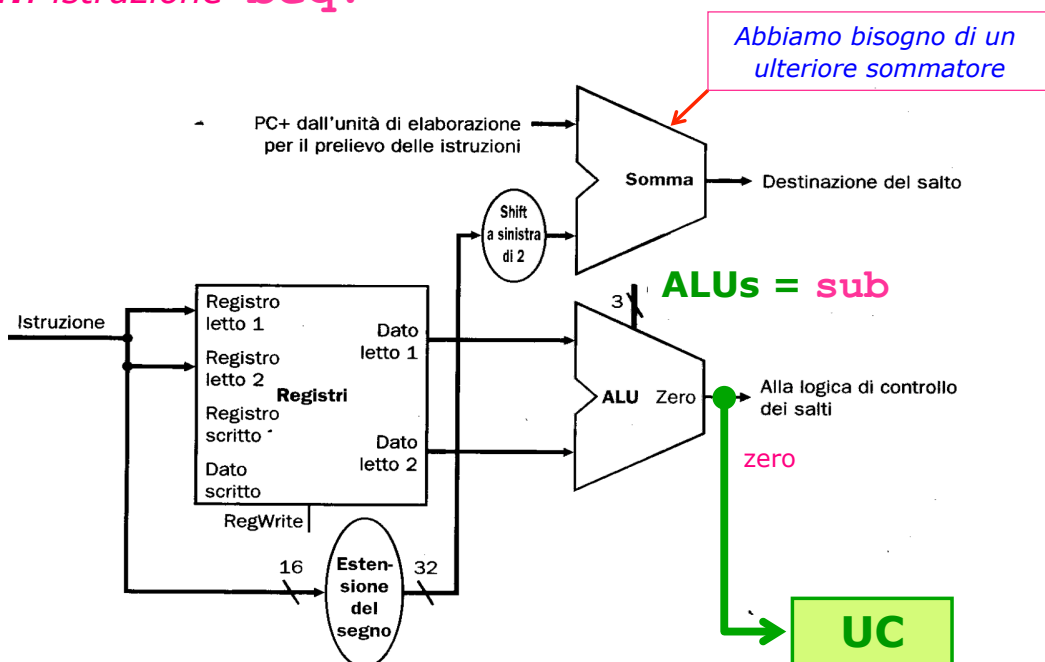 l'istruzione beq:
Abbiamo bisogno di un
ulteriore sommatore
PC+ dall'unità di elaborazione
per il prelievo delle istruzioni
Somma
Destinazione del salto
Shift
a sinistra
di 2
ALUs = sub
3
Istruzione
Registro
letto 1
Dato
letto 1
Registro
letto 2
Registri
Registro
scritto
Dato
letto 2
Dato
scritto
ALU
Zero
Alla logica di controllo
dei salti
zero
RegWrite
16
Esten-
sione
del
segno
32
UC